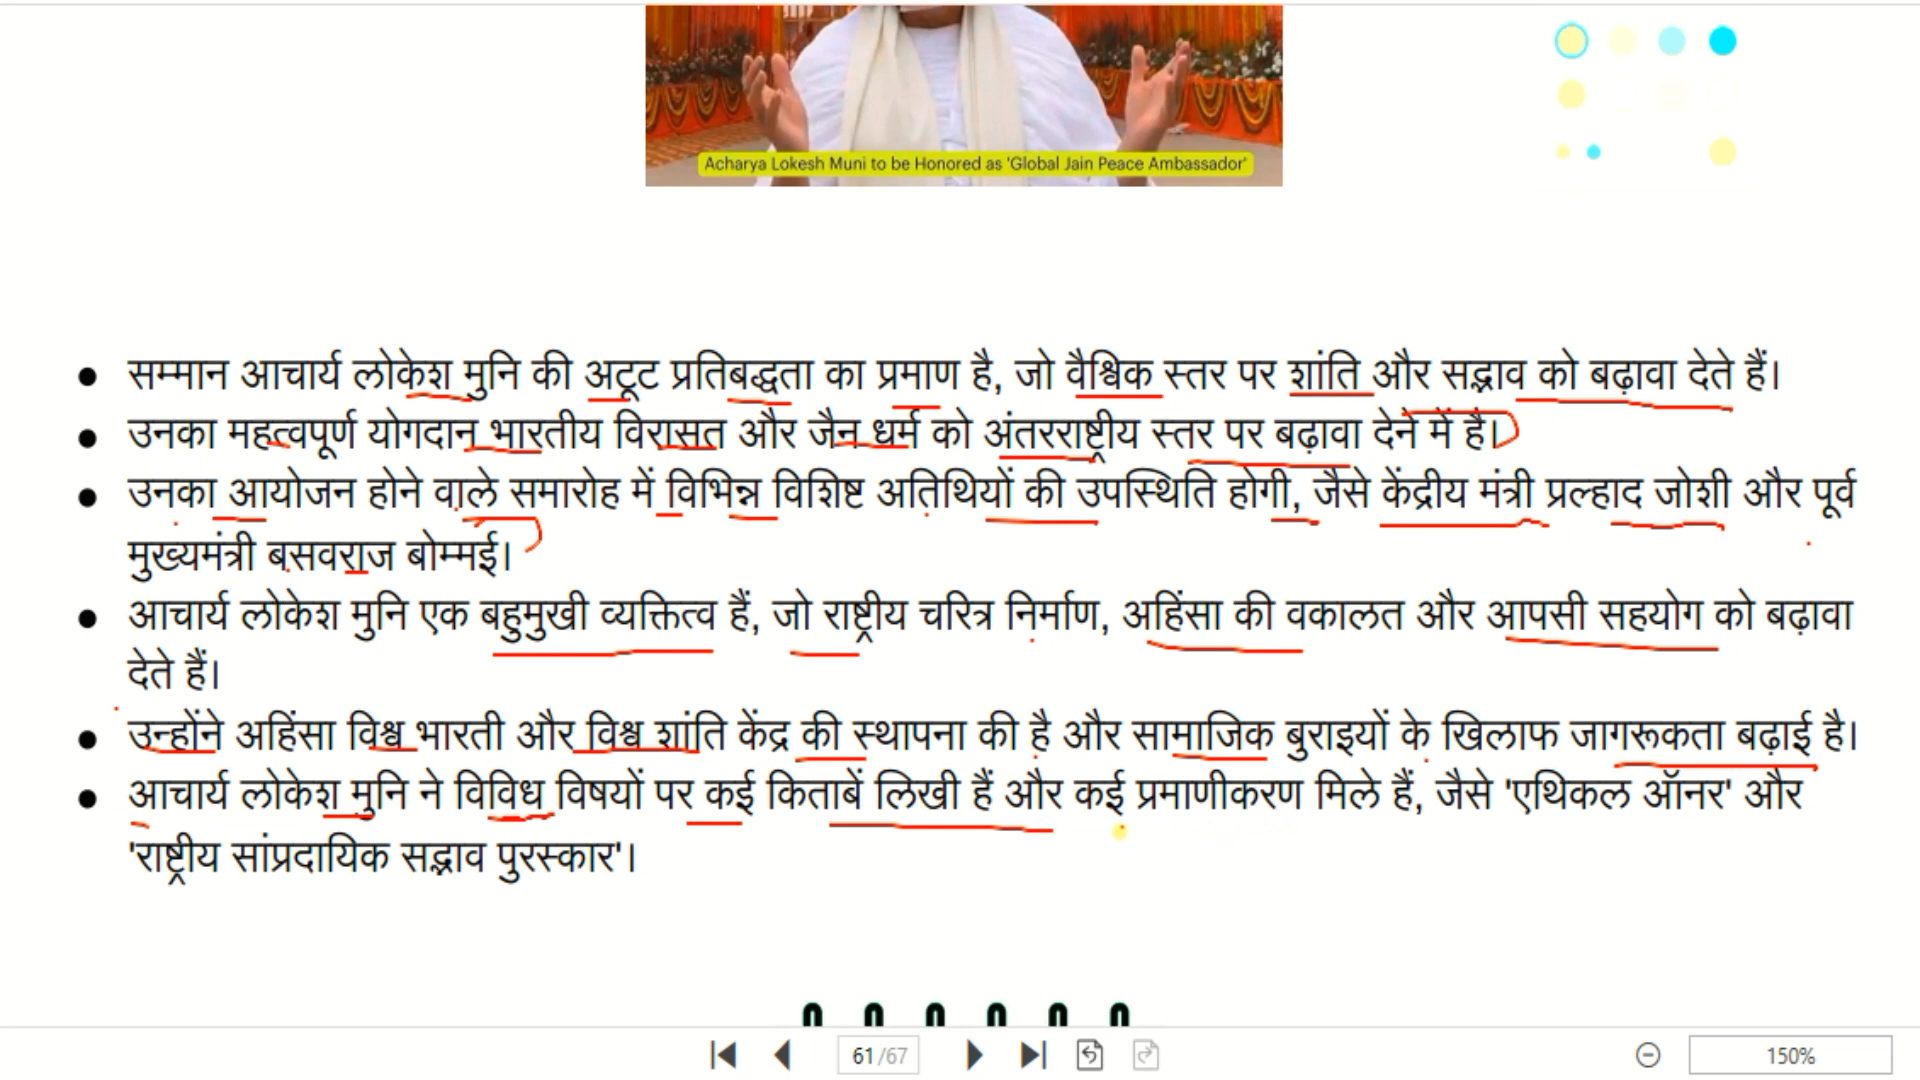 Acharya Lokesh Muni to be Honored as 'Global Jain Peace Ambassador'
● सम्मान आचार्य लोकेश मुनि की अटूट प्रतिबद्धता का प्रमाण है, जो वैश्विक स्तर पर शांति और सद्भाव को बढ़ावा देते हैं।
● उनका महत्वपूर्ण योगदान भारतीय विरासत और जैन धर्म को अंतरराष्ट्रीय स्तर पर बढ़ावा देने में है।
● उनका आयोजन होने वाले समारोह में विभिन्न विशिष्ट अतिथियों की उपस्थिति होगी, जैसे केंद्रीय मंत्री प्रल्हाद जोशी और पूर्व
मुख्यमंत्री बसवराज बोम्मई।
● आचार्य लोकेश मुनि एक बहुमुखी व्यक्तित्व हैं, जो राष्ट्रीय चरित्र निर्माण, अहिंसा की वकालत और आपसी सहयोग को बढ़ावा
देते हैं।
● उन्होंने अहिंसा विश्व भारती और विश्व शांति केंद्र की स्थापना की है और सामाजिक बुराइयों के खिलाफ जागरूकता बढ़ाई है।
● आचार्य लोकेश मुनि ने विविध विषयों पर कई किताबें लिखी हैं और कई प्रमाणीकरण मिले हैं, जैसे 'एथिकल ऑनर' और
'राष्ट्रीय सांप्रदायिक सद्भाव पुरस्कार'।
61/67
150%